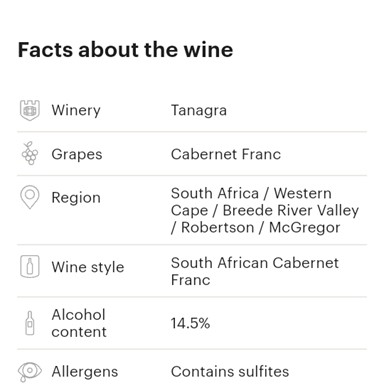 Facts about the wine
Winery Tanagra
Grapes Cabernet Franc
Region South Africa / Western
Cape / Breede River Valley
/ Robertson / McGregor
Wine style South African Cabernet
Franc
Alcohol
content 14.5%
Allergens Contains sulfites